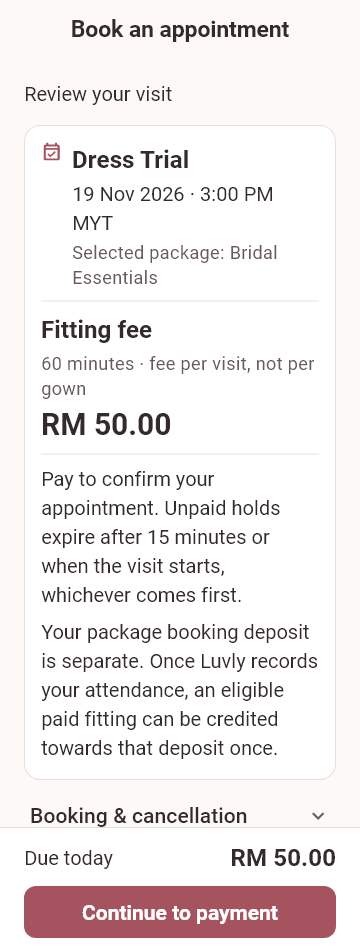 Book an appointment
Review your visit
Dress Trial
19 Nov 2026 · 3:00 PM
MYT
Selected package: Bridal
Essentials
Fitting fee
60 minutes · fee per visit, not per
gown
RM 50.00
Pay to confirm your
appointment. Unpaid holds
expire after 15 minutes or
when the visit starts,
whichever comes first.
Your package booking deposit
is separate. Once Luvly records
your attendance, an eligible
paid fitting can be credited
towards that deposit once.
Booking & cancellation
Due today RM 50.00
Continue to payment